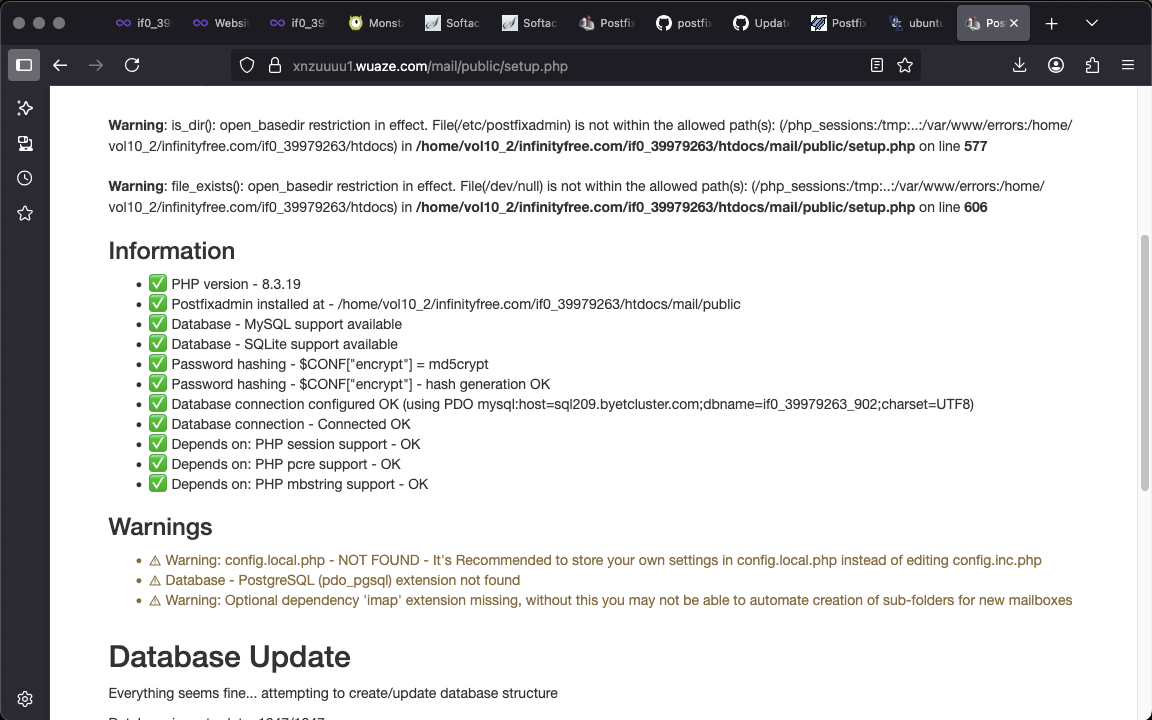 if0_39
Websi
if0_39
Monst
Softac
Softac
Postfix
postfix
Update
Postfix
ubuntu
Pos
xnzuuuu1.wuaze.com/mail/public/setup.php
Warning: is_dir(): open_basedir restriction in effect. File(/etc/postfixadmin) is not within the allowed path(s): (/php_sessions:/tmp:..:/var/www/errors:/home/
vol10_2/infinityfree.com/if0_39979263/htdocs) in /home/vol10_2/infinityfree.com/if0_39979263/htdocs/mail/public/setup.php on line 577
Warning: file_exists(): open_basedir restriction in effect. File(/dev/null) is not within the allowed path(s): (/php_sessions:/tmp:..:/var/www/errors:/home/
vol10_2/infinityfree.com/if0_39979263/htdocs) in /home/vol10_2/infinityfree.com/if0_39979263/htdocs/mail/public/setup.php on line 606
Information
• ✅ PHP version - 8.3.19
• ✅ Postfixadmin installed at - /home/vol10_2/infinityfree.com/if0_39979263/htdocs/mail/public
• ✅ Database - MySQL support available
• ✅ Database - SQLite support available
• ✅ Password hashing - $CONF["encrypt"] = md5crypt
• ✅ Password hashing - $CONF["encrypt"] - hash generation OK
• ✅ Database connection configured OK (using PDO mysql:host=sql209.byetcluster.com;dbname=if0_39979263_902;charset=UTF8)
• ✅ Database connection - Connected OK
• ✅ Depends on: PHP session support - OK
• ✅ Depends on: PHP pcre support - OK
• ✅ Depends on: PHP mbstring support - OK
Warnings
• ⚠ Warning: config.local.php - NOT FOUND - It's Recommended to store your own settings in config.local.php instead of editing config.inc.php
• ⚠ Database - PostgreSQL (pdo_pgsql) extension not found
• ⚠ Warning: Optional dependency 'imap' extension missing, without this you may not be able to automate creation of sub-folders for new mailboxes
Database Update
Everything seems fine... attempting to create/update database structure